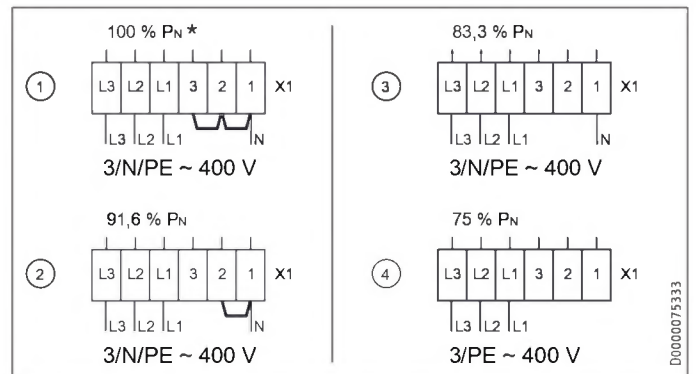 100 % PN *
1
L3 L2 L1 3 2 1 X1
L3 L2 L1 N
3/N/PE ~ 400 V
91,6 % PN
2
L3 L2 L1 3 2 1 X1
L3 L2 L1 N
3/N/PE ~ 400 V
83,3 % PN
3
L3 L2 L1 3 2 1 X1
L3 L2 L1 N
3/N/PE ~ 400 V
75 % PN
4
L3 L2 L1 3 2 1 X1
L3 L2 L1
3/PE ~ 400 V
D0000075333